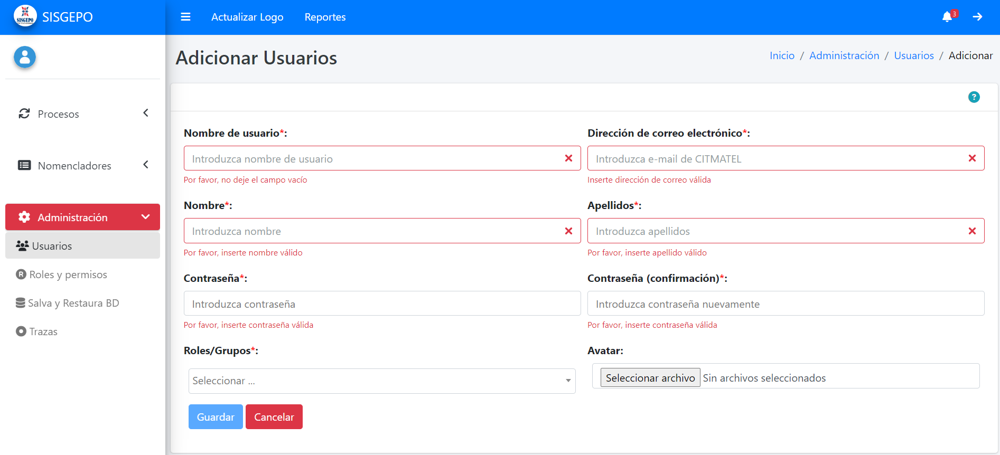 SISGEPO
SISGEPO
Actualizar Logo
Reportes
3
Adicionar Usuarios
Inicio / Administración / Usuarios / Adicionar
Procesos
Nomencladores
Administración
Usuarios
R Roles y permisos
Salva y Restaura BD
Trazas
?
Nombre de usuario*:
Introduzca nombre de usuario
Por favor, no deje el campo vacío
Dirección de correo electrónico*:
Introduzca e-mail de CITMATEL
Inserte dirección de correo válida
Nombre*:
Introduzca nombre
Por favor, inserte nombre válido
Apellidos*:
Introduzca apellidos
Por favor, inserte apellido válido
Contraseña*:
Introduzca contraseña
Por favor, inserte contraseña válida
Contraseña (confirmación)*:
Introduzca contraseña nuevamente
Por favor, inserte contraseña válida
Roles/Grupos*:
Seleccionar ...
Avatar:
Seleccionar archivo Sin archivos seleccionados
Guardar
Cancelar